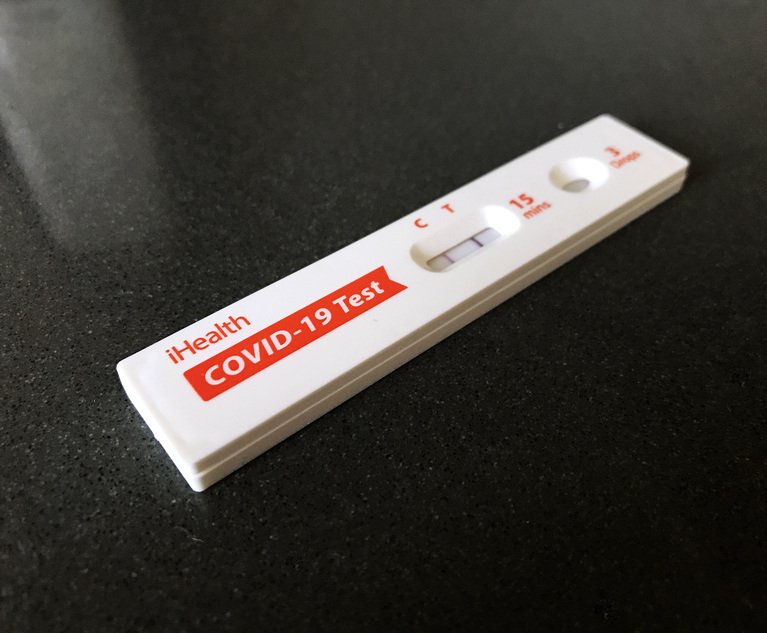 iHealth
COVID-19 Test
C T
15
mins
3
Drops